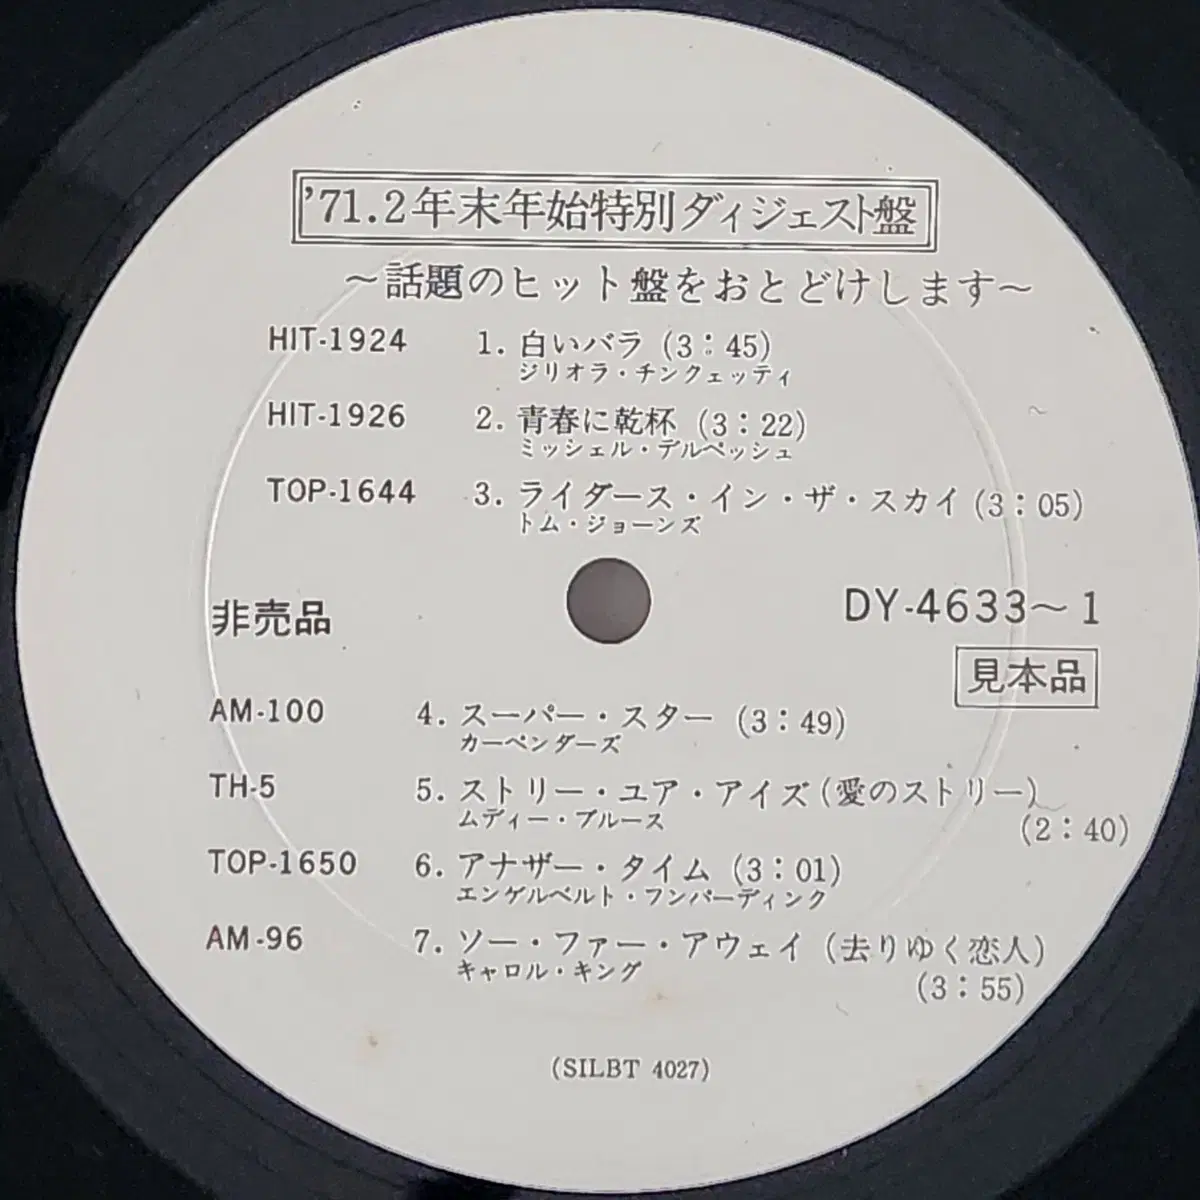 '71.2年末年始特別ダイジェスト盤
～話題のヒット盤をおとどけします～
HIT-1924 1. 白いバラ (3:45)
ジリオラ・チンクェッティ
HIT-1926 2. 青春に乾杯 (3:22)
ミッシェル・デルペッシュ
TOP-1644 3. ライダース・イン・ザ・スカイ (3:05)
トム・ジョーンズ
非売品 DY-4633～1
見本品
AM-100 4. スーパー・スター (3:49)
カーペンダーズ
TH-5 5. ストリー・ユア・アイズ (愛のストリー)
(2:40)
ムディー・ブルース
TOP-1650 6. アナザー・タイム (3:01)
エンゲルベルト・フンパーディンク
AM-96 7. ソー・ファー・アウェイ (去りゆく恋人)
キャロル・キング
(3:55)
(SILBT 4027)